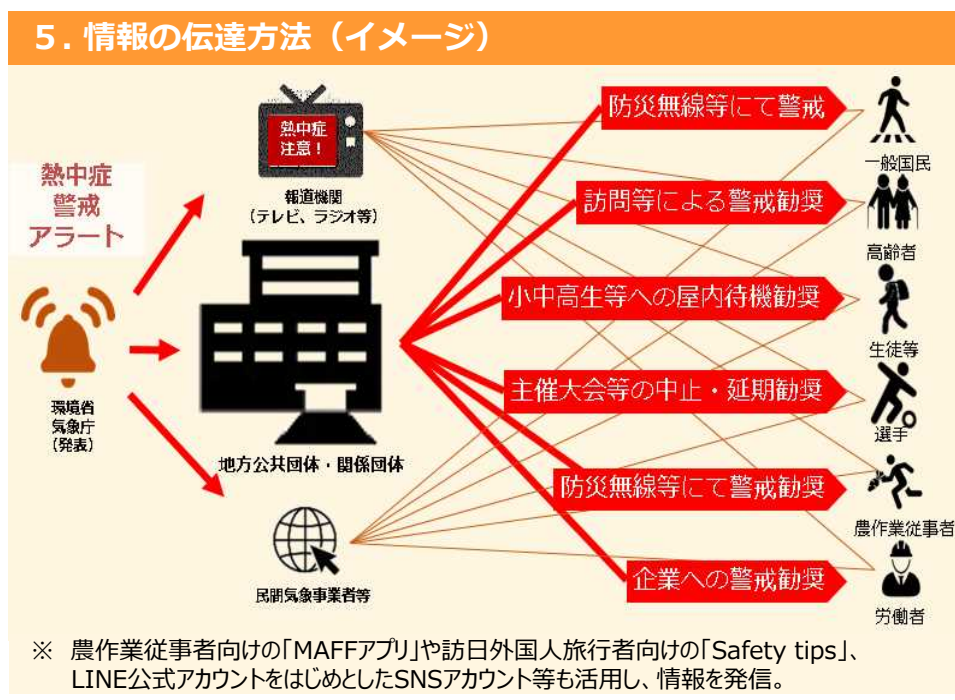 5．情報の伝達方法（イメージ）
熱中症
警戒
アラート
環境省
気象庁
（発表）
熱中症
注意！
報道機関
（テレビ、ラジオ等）
地方公共団体・関係団体
民間気象事業者等
防災無線等にて警戒
一般国民
訪問等による警戒勧奨
高齢者
小中高生等への屋内待機勧奨
生徒等
主催大会等の中止・延期勧奨
選手
防災無線等にて警戒勧奨
農作業従事者
企業への警戒勧奨
労働者
※　農作業従事者向けの「MAFFアプリ」や訪日外国人旅行者向けの「Safety tips」、
LINE公式アカウントをはじめとしたSNSアカウント等も活用し、情報を発信。